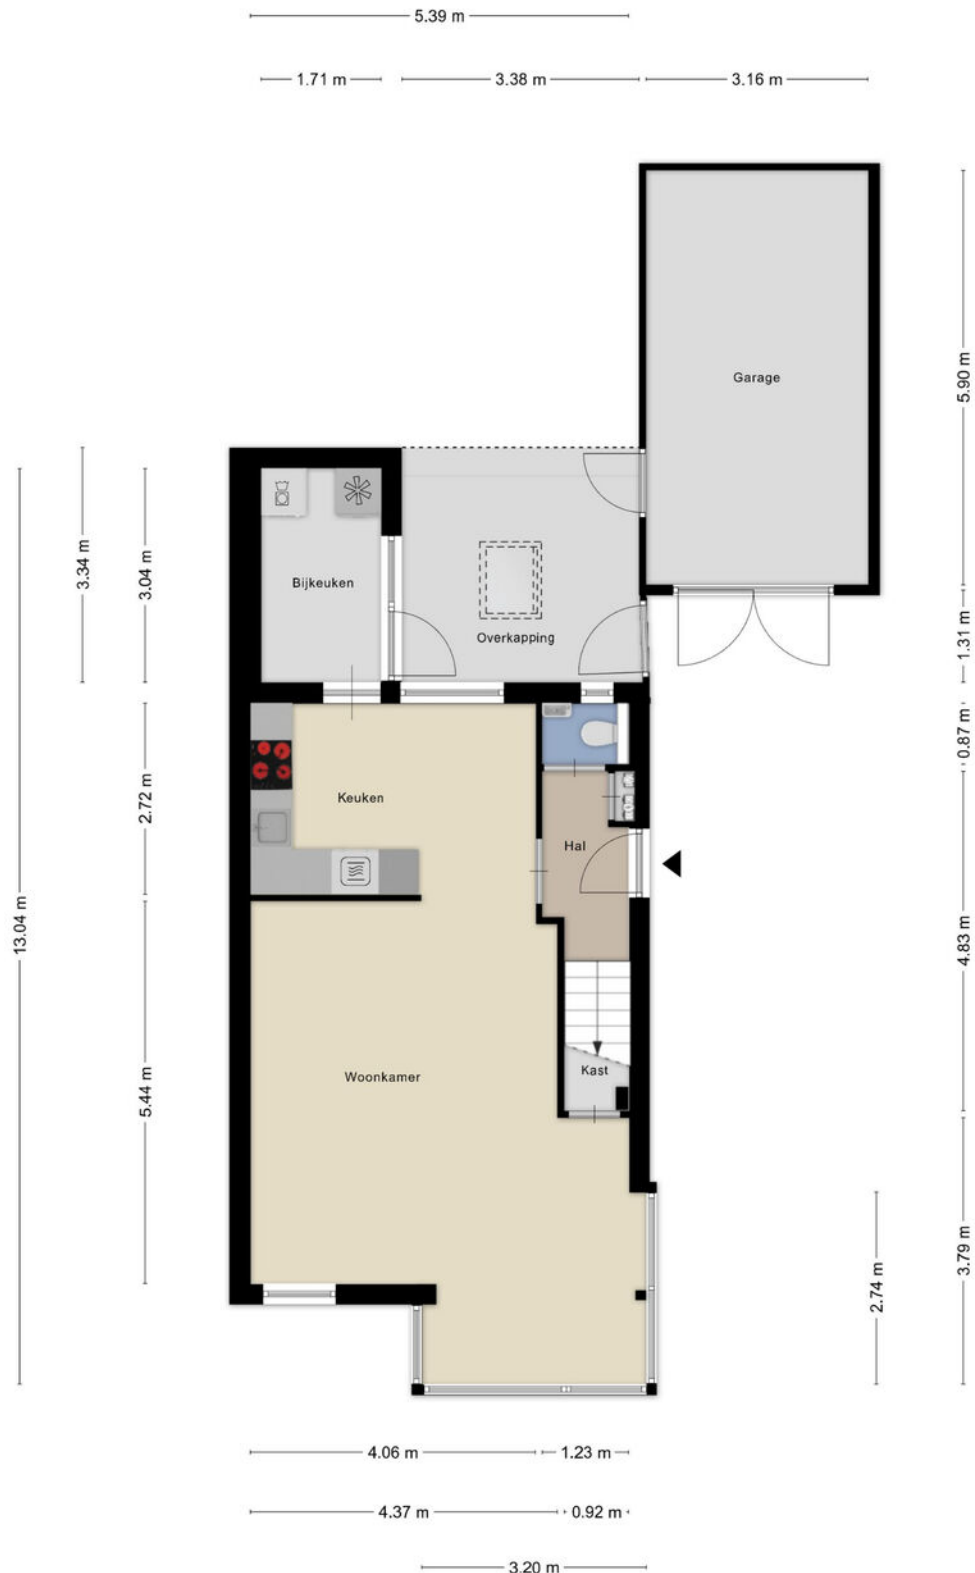 5.39 m
1.71 m
3.38 m
3.16 m
5.90 m
Garage
3.34 m
3.04 m
Bijkeuken
Overkapping
1.31 m
0.87 m
2.72 m
Keuken
Hal
13.04 m
4.83 m
5.44 m
Woonkamer
Kast
3.79 m
2.74 m
4.06 m
1.23 m
4.37 m
0.92 m
3.20 m